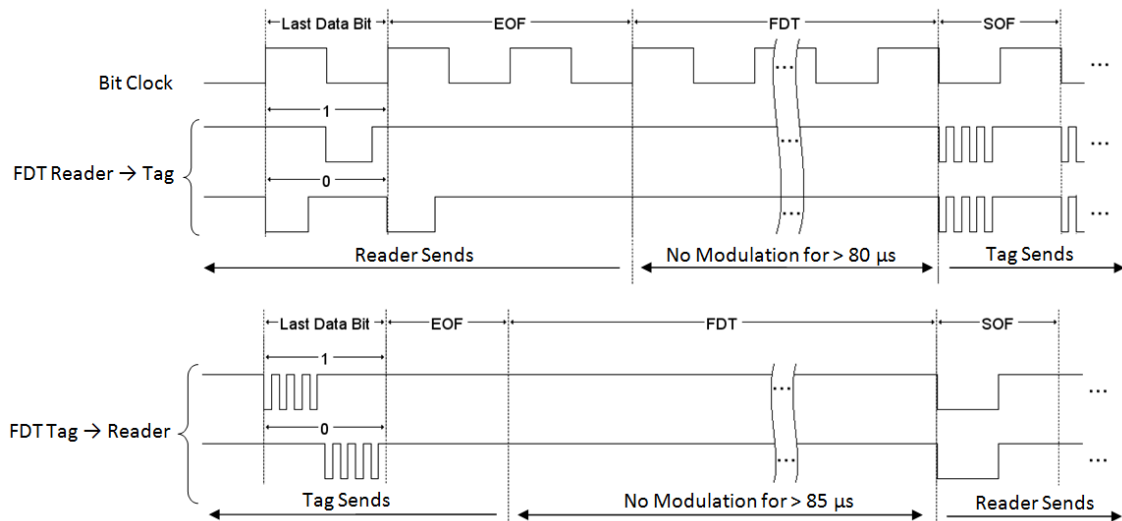 Last Data Bit EOF FDT SOF
Bit Clock ... ...
1
... ...
FDT Reader → Tag
0
... ...
Reader Sends No Modulation for > 80 μs Tag Sends
Last Data Bit EOF FDT SOF
1
... ...
FDT Tag → Reader
0
... ...
Tag Sends No Modulation for > 85 μs Reader Sends